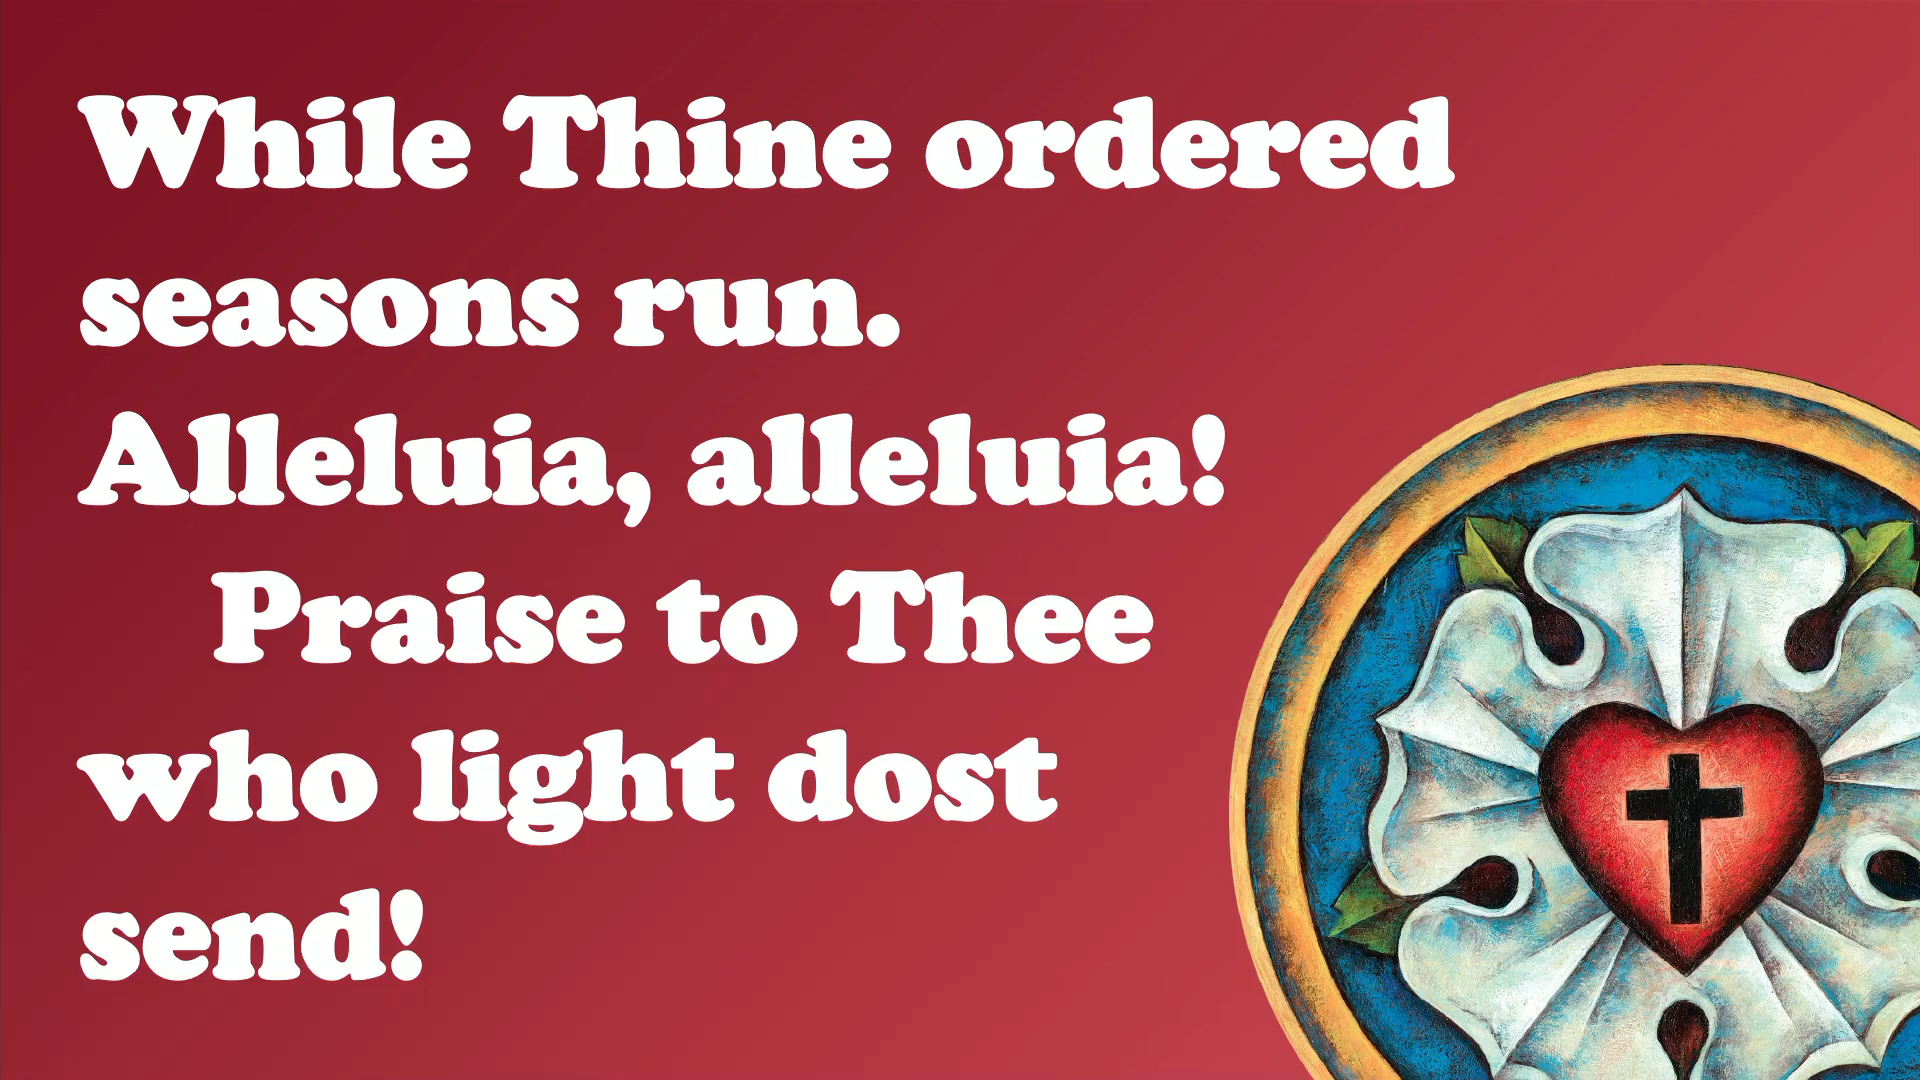 While Thine ordered
seasons run.
Alleluia, alleluia!
Praise to Thee
who light dost
send!